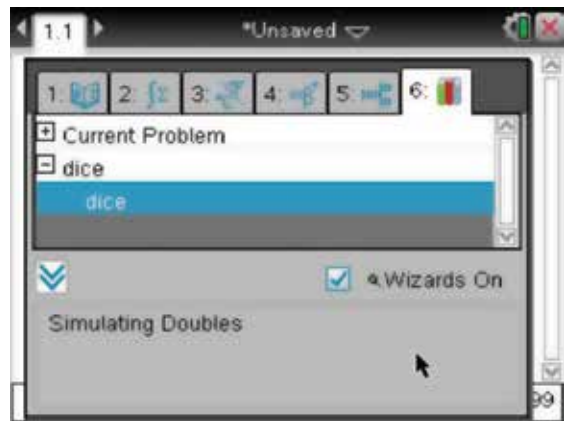 1.1 *Unsaved
1: 2: ∫Σ 3: 4: 5: 6:
Current Problem
dice
dice
Wizards On
Simulating Doubles
99